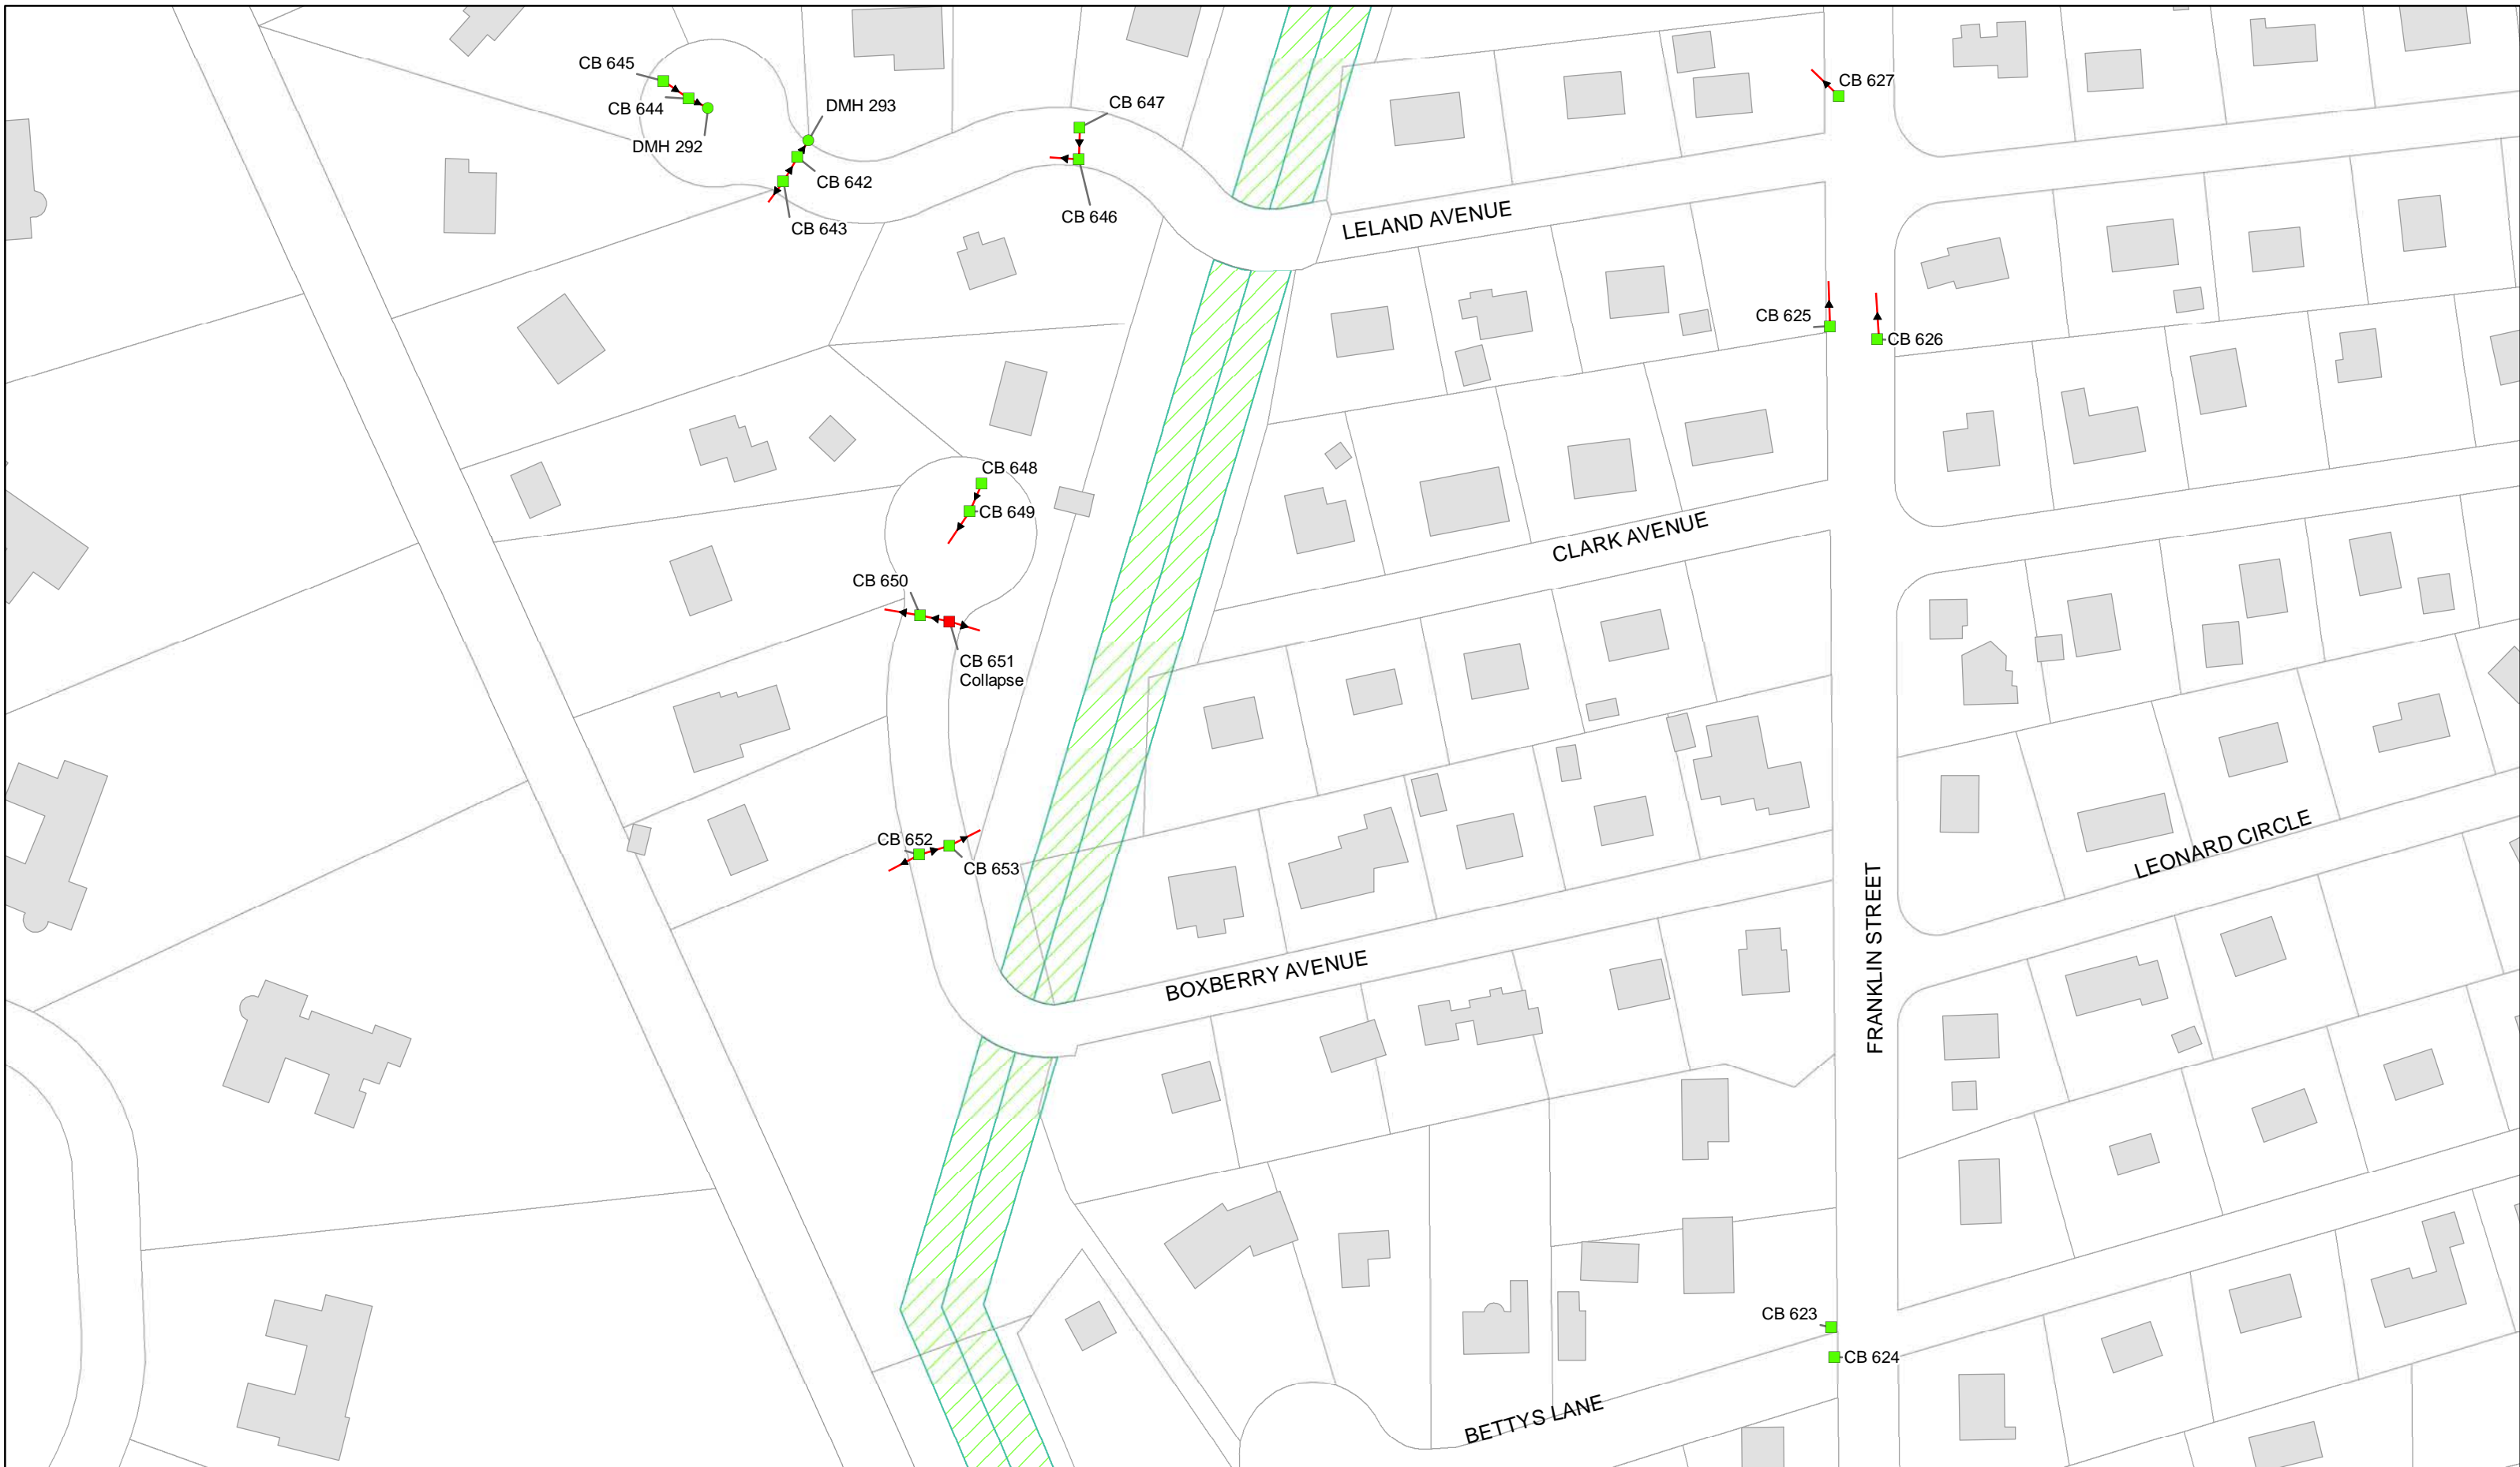 CB 645
CB 627
CB 644
DMH 293
CB 647
DMH 292
CB 642
CB 646
LELAND AVENUE
CB 643
CB 625
CB 626
CB 648
CB 649
CLARK AVENUE
CB 650
CB 651
Collapse
CB 652
CB 653
LEONARD CIRCLE
FRANKLIN STREET
BOXBERRY AVENUE
CB 623
CB 624
BETTYS LANE